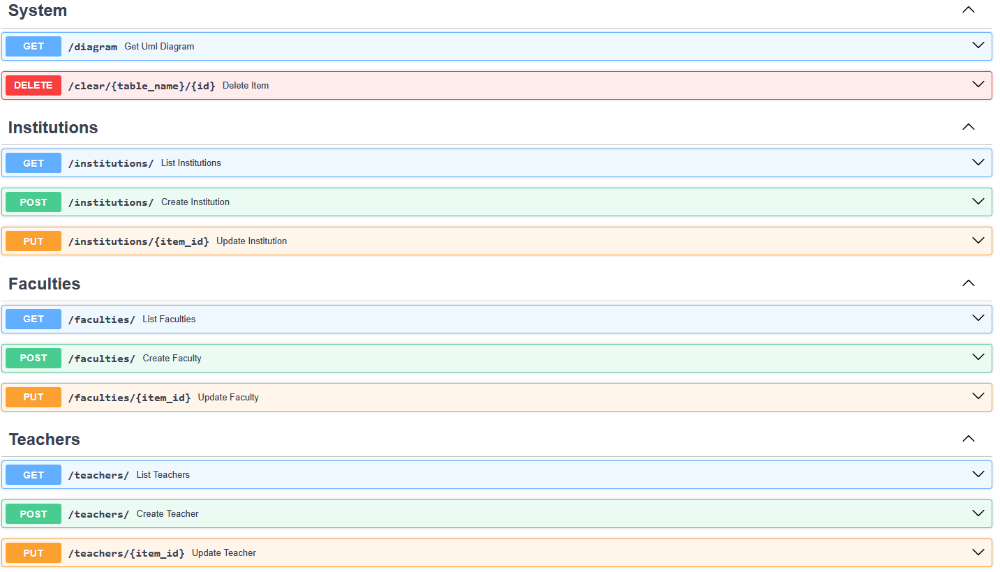 System
GET /diagram Get Uml Diagram
DELETE /clear/{table_name}/{id} Delete Item
Institutions
GET /institutions/ List Institutions
POST /institutions/ Create Institution
PUT /institutions/{item_id} Update Institution
Faculties
GET /faculties/ List Faculties
POST /faculties/ Create Faculty
PUT /faculties/{item_id} Update Faculty
Teachers
GET /teachers/ List Teachers
POST /teachers/ Create Teacher
PUT /teachers/{item_id} Update Teacher